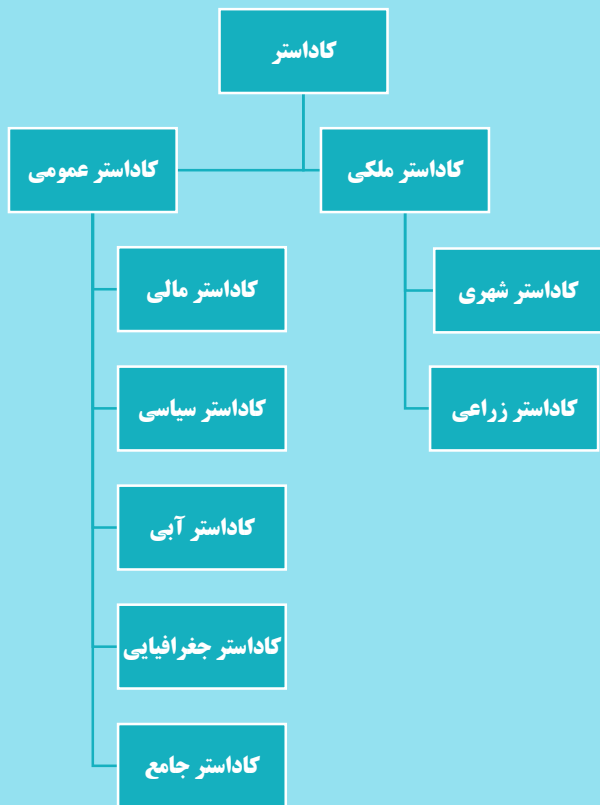 کاداستر
کاداستر ملکی
کاداستر شهری
کاداستر زراعی
کاداستر عمومی
کاداستر مالی
کاداستر سیاسی
کاداستر آبی
کاداستر جغرافیایی
کاداستر جامع